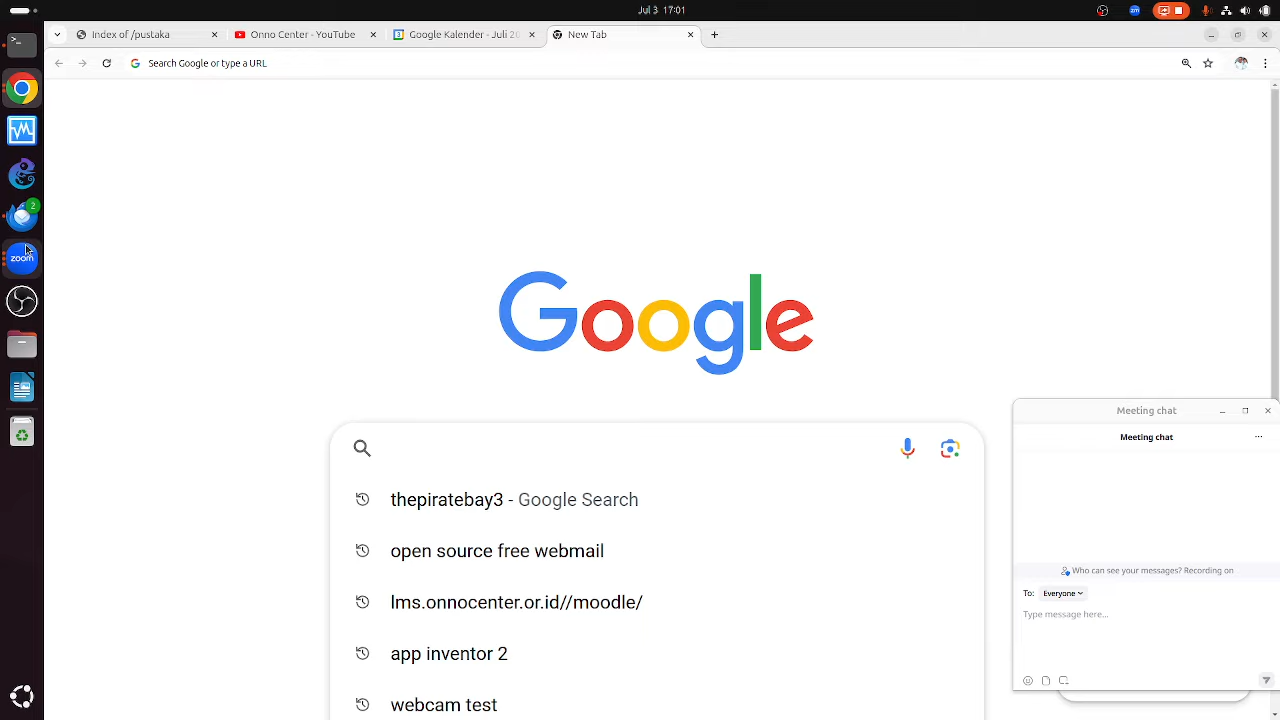 Jul 3 17:01
Index of /pustaka
Onno Center - YouTube
Google Kalender - Juli 20
New Tab
Search Google or type a URL
2
zoom
Google
thepiratebay3 - Google Search
open source free webmail
lms.onnocenter.or.id//moodle/
app inventor 2
webcam test
Meeting chat
Meeting chat
Who can see your messages? Recording on
To: Everyone
Type message here...